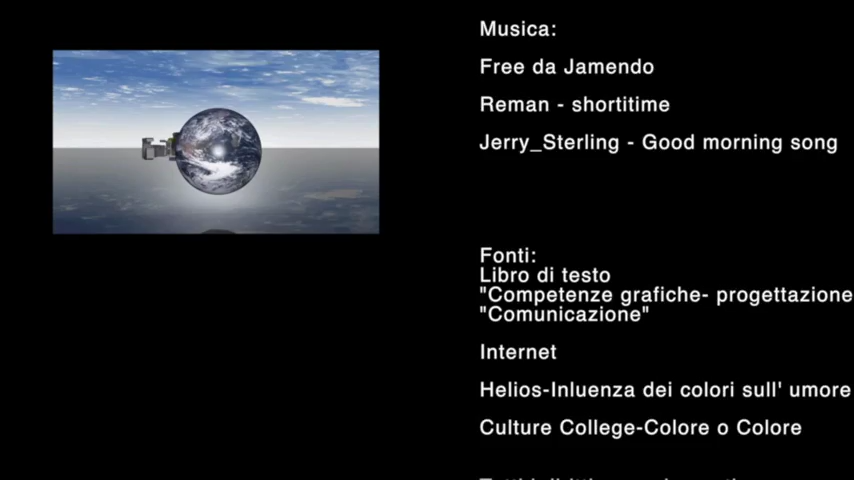 Musica:
Free da Jamendo
Reman - shortitime
Jerry_Sterling - Good morning song
Fonti:
Libro di testo
"Competenze grafiche- progettazione
"Comunicazione"
Internet
Helios-Inluenza dei colori sull' umore
Culture College-Colore o Colore